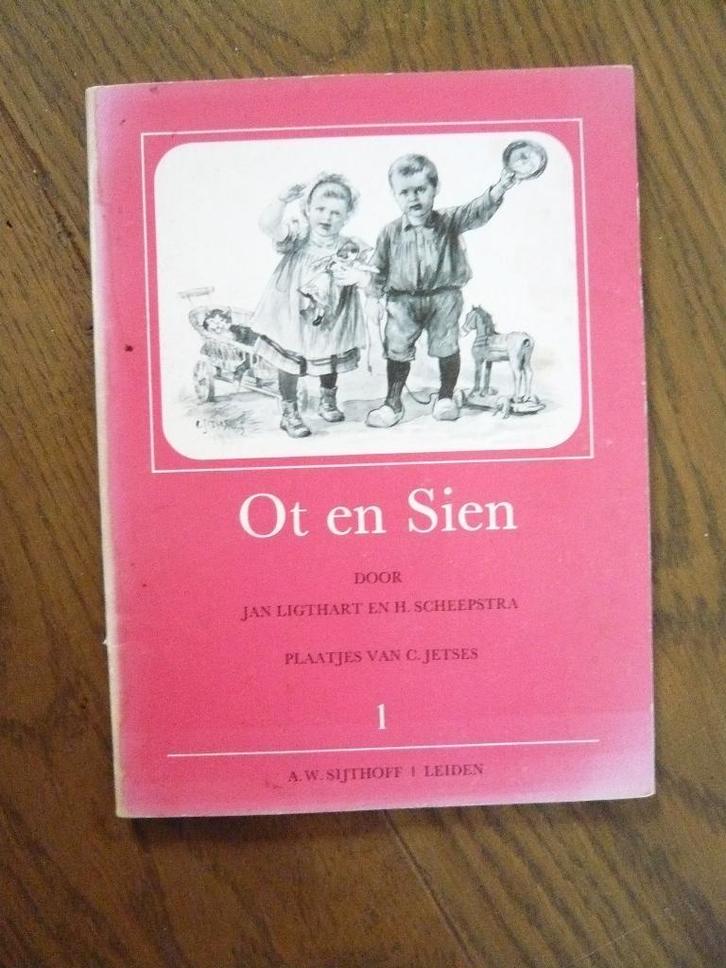 Ot en Sien
DOOR
JAN LIGTHART EN H. SCHEEPSTRA
PLAATJES VAN C. JETSES
1
A.W. SIJTHOFF | LEIDEN